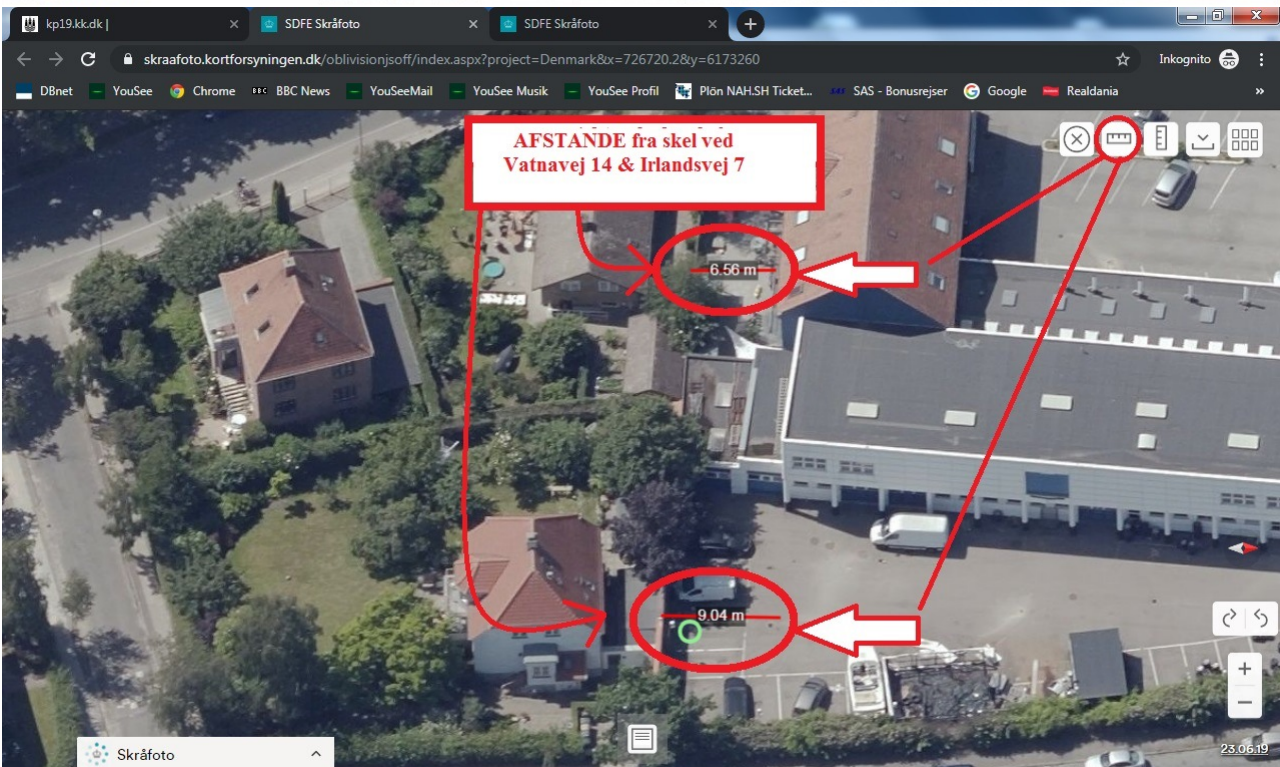 kp19.kk.dk |
SDFE Skråfoto
SDFE Skråfoto
skraafoto.kortforsyningen.dk/oblivisionjsoff/index.aspx?project=Denmark&x=726720.2&y=6173260
Inkognito
DBnet YouSee Chrome BBC BBC News YouSeeMail YouSee Musik YouSee Profil Plön NAH.SH Ticket... SAS SAS - Bonusrejser Google Realdania »
AFSTANDE fra skel ved
Vatnavej 14 & Irlandsvej 7
6.56 m
9.04 m
Skråfoto
23.06.19